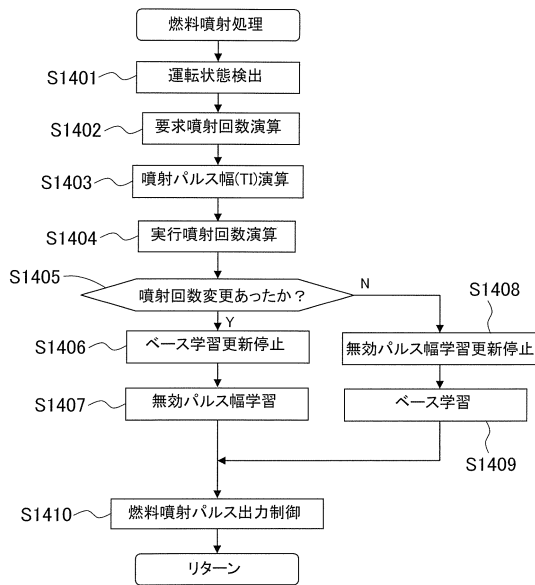 燃料噴射処理
S1401
運転状態検出
S1402
要求噴射回数演算
S1403
噴射パルス幅(TI)演算
S1404
実行噴射回数演算
S1405
噴射回数変更あったか?
N
Y
S1406
ベース学習更新停止
S1407
無効パルス幅学習
S1408
無効パルス幅学習更新停止
ベース学習
S1409
S1410
燃料噴射パルス出力制御
リターン